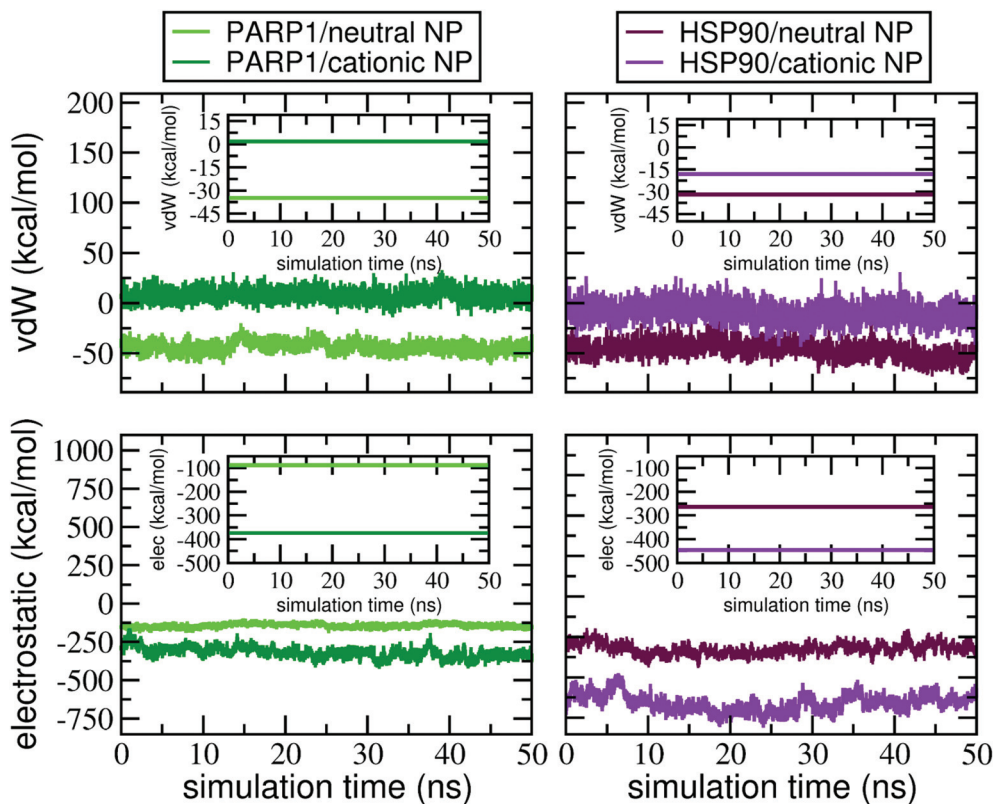 PARP1/neutral NP
PARP1/cationic NP
HSP90/neutral NP
HSP90/cationic NP
vdW (kcal/mol)
200
150
100
50
25
0
-50
vdW (kcal/mol)
15
0
-15
-30
-45
0 10 20 30 40 50
simulation time (ns)
vdW (kcal/mol)
15
0
-15
-30
-45
0 10 20 30 40 50
simulation time (ns)
electrostatic (kcal/mol)
1000
750
500
250
0
-250
-500
-750
elec (kcal/mol)
-100
-200
-300
-400
-500
0 10 20 30 40 50
simulation time (ns)
elec (kcal/mol)
-100
-200
-300
-400
-500
0 10 20 30 40 50
simulation time (ns)
0 10 20 30 40 50
simulation time (ns)
0 10 20 30 40 50
simulation time (ns)